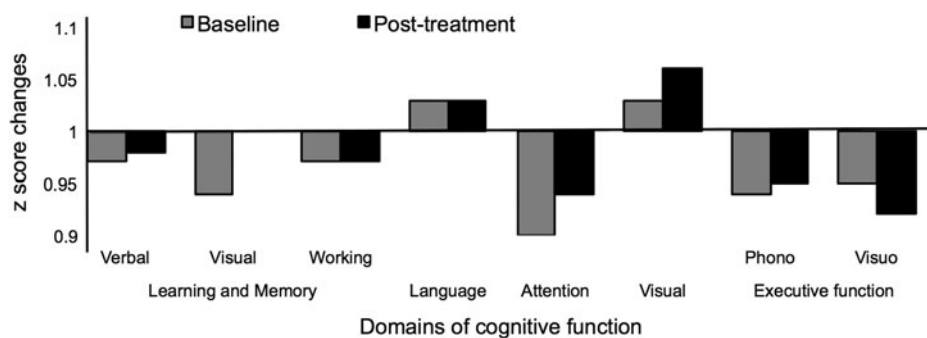 Baseline Post-treatment
z score changes
1.1
1.05
1
0.95
0.9
Verbal Visual Working Phono Visuo
Learning and Memory Language Attention Visual Executive function
Domains of cognitive function